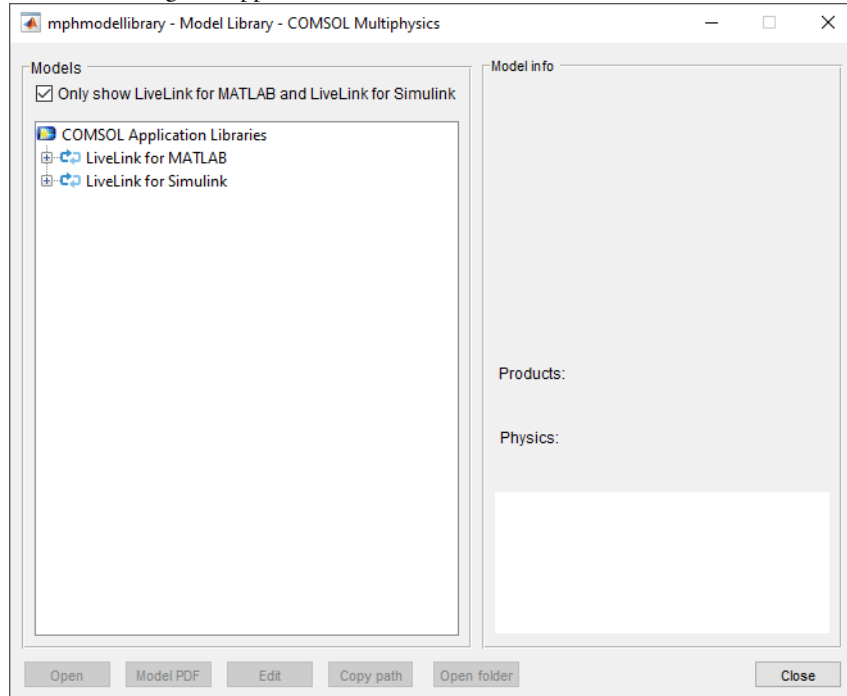 mphmodellibrary - Model Library - COMSOL Multiphysics
Models
Only show LiveLink for MATLAB and LiveLink for Simulink
COMSOL Application Libraries
LiveLink for MATLAB
LiveLink for Simulink
Model info
Products:
Physics:
Open Model PDF Edit Copy path Open folder Close